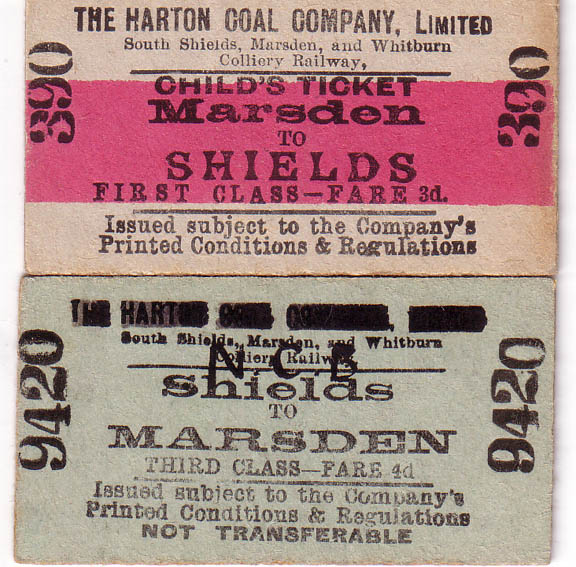 THE HARTON COAL COMPANY, LIMITED
South Shields, Marsden, and Whitburn
Colliery Railway,
390
390
CHILD'S TICKET
Marsden
TO
SHIELDS
FIRST CLASS—FARE 3d.
Issued subject to the Company's
Printed Conditions & Regulations
THE HARTON COAL
South Shields, Marsden, and Whitburn
Colliery Railway,
NCB
9420
9420
Shields
TO
MARSDEN
THIRD CLASS—FARE 4d
Issued subject to the Company's
Printed Conditions & Regulations
NOT TRANSFERABLE